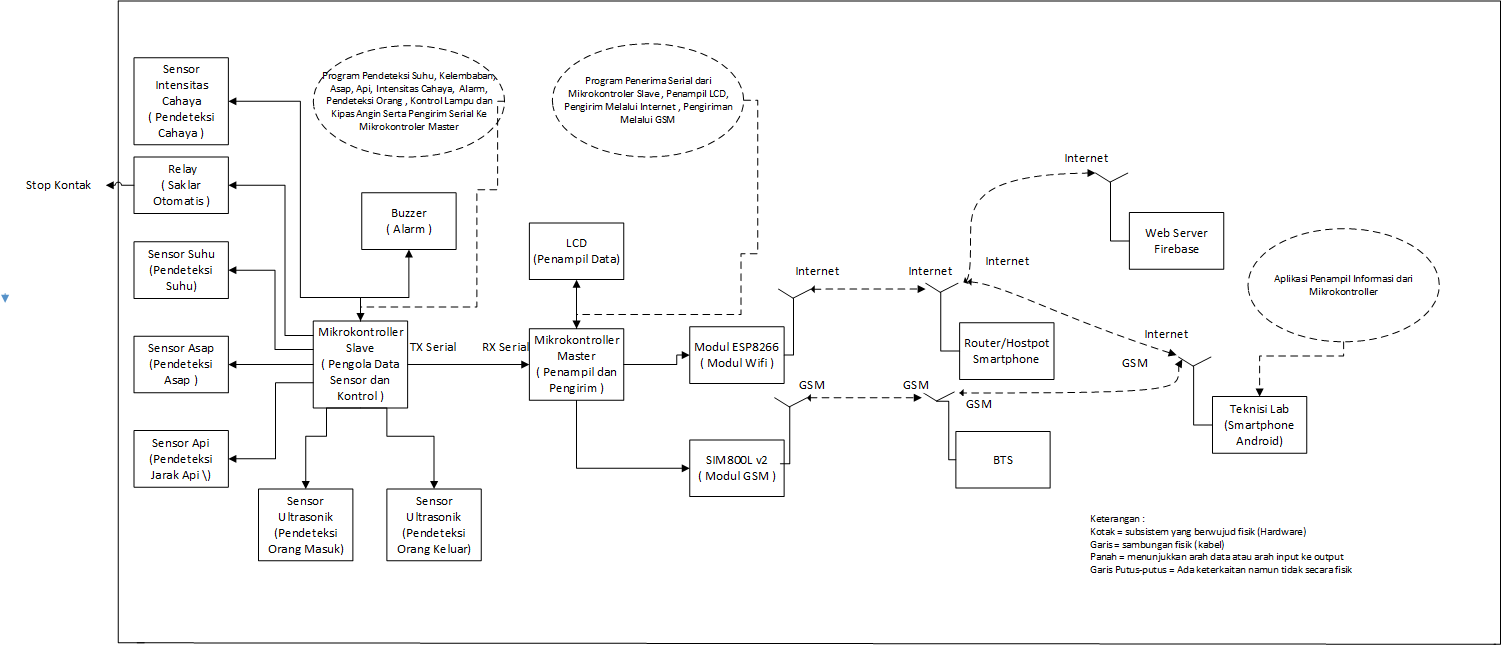 Sensor
Intensitas
Cahaya
( Pendeteksi
Cahaya )
Program Pendeteksi Suhu, Kelembaban,
Asap, Api, Intensitas Cahaya, Alarm,
Pendeteksi Orang , Kontrol Lampu dan
Kipas Angin Serta Pengirim Serial Ke
Mikrokontroler Master
Program Penerima Serial dari
Mikrokontroler Slave , Penampil LCD,
Pengirim Melalui Internet , Pengiriman
Melalui GSM
Stop Kontak
Relay
( Saklar
Otomatis )
Buzzer
( Alarm )
Sensor Suhu
(Pendeteksi
Suhu)
LCD
(Penampil Data)
Internet
Internet
Internet
Internet
Web Server
Firebase
Aplikasi Penampil Informasi dari
Mikrokontroller
Sensor Asap
(Pendeteksi
Asap )
Mikrokontroller
Slave
( Pengola Data
Sensor dan
Kontrol )
TX Serial
RX Serial
Mikrokontroller
Master
( Penampil dan
Pengirim )
Modul ESP8266
( Modul Wifi )
Router/Hostpot
Smartphone
Internet
GSM
GSM
GSM
GSM
Teknisi Lab
(Smartphone
Android)
Sensor Api
(Pendeteksi
Jarak Api \)
SIM800L v2
( Modul GSM )
BTS
Sensor
Ultrasonik
(Pendeteksi
Orang Masuk)
Sensor
Ultrasonik
(Pendeteksi
Orang Keluar)
Keterangan :
Kotak = subsistem yang berwujud fisik (Hardware)
Garis = sambungan fisik (kabel)
Panah = menunjukkan arah data atau arah input ke output
Garis Putus-putus = Ada keterkaitan namun tidak secara fisik